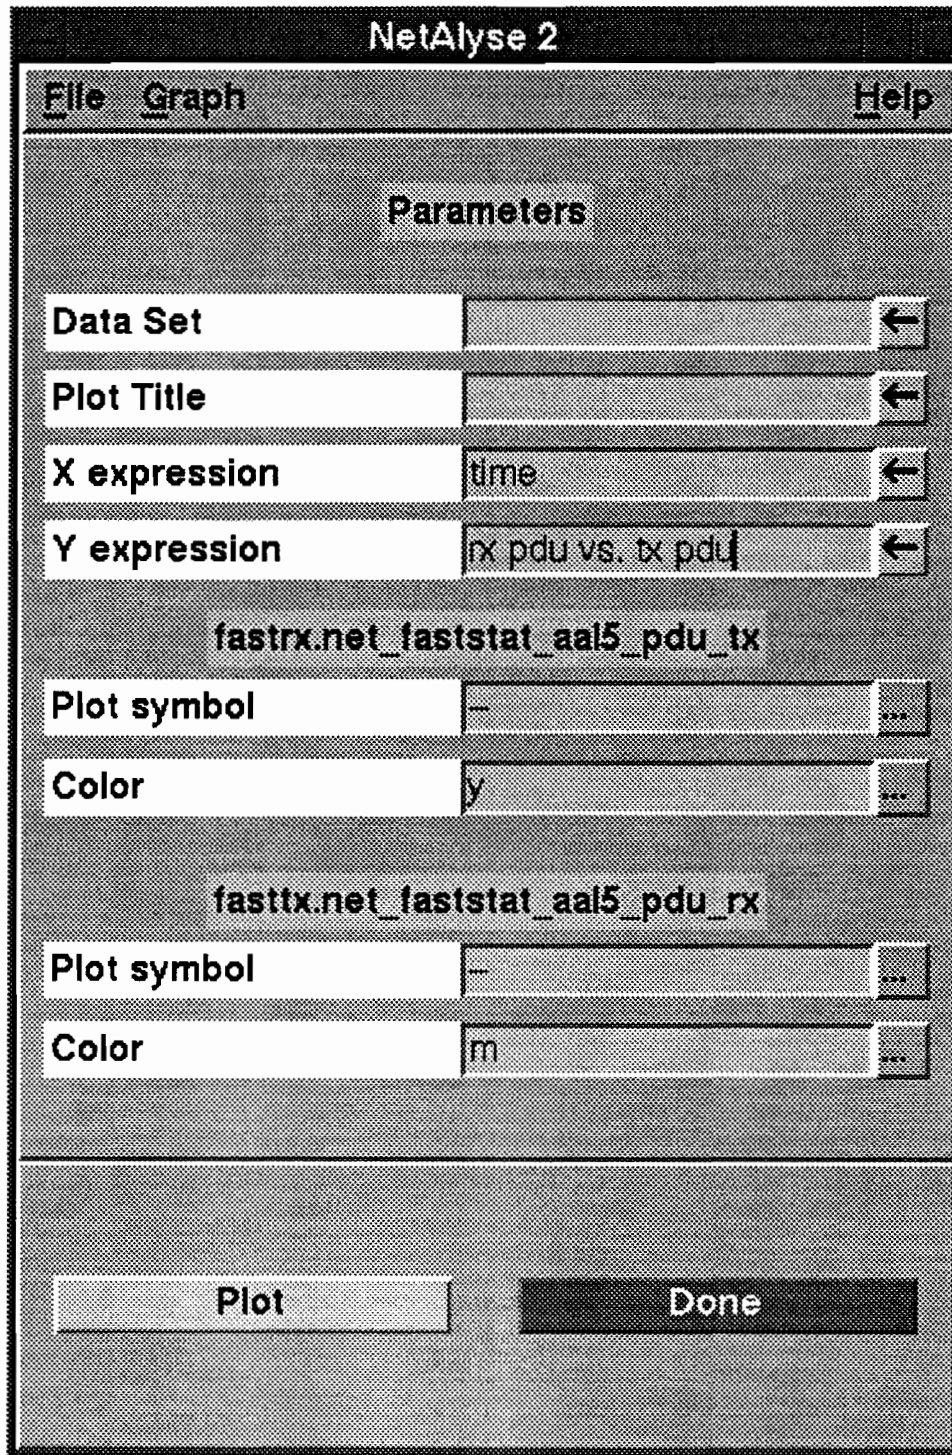 NetAlyse 2
File Graph Help
Parameters
Data Set
Plot Title
X expression time
Y expression rx pdu vs. tx pdu
fastrx.net_faststat_aal5_pdu_tx
Plot symbol -
Color y
fasttx.net_faststat_aal5_pdu_rx
Plot symbol -
Color m
Plot Done